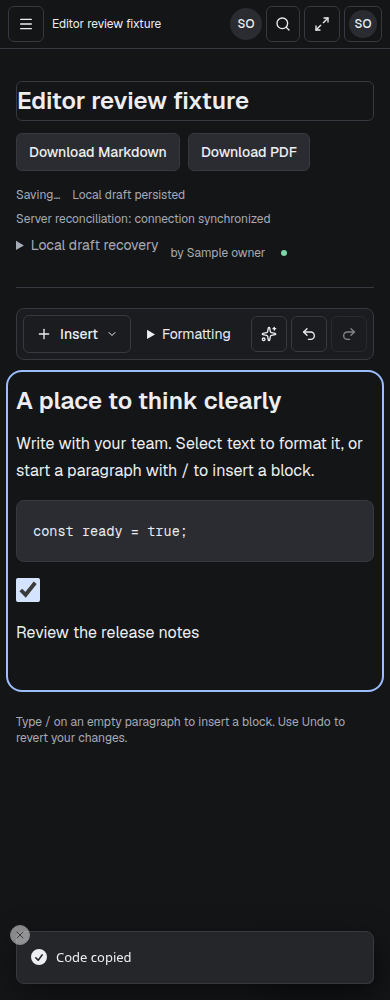 Editor review fixture
SO
SO
Editor review fixture
Download Markdown
Download PDF
Saving… Local draft persisted
Server reconciliation: connection synchronized
Local draft recovery
by Sample owner
Insert
Formatting
A place to think clearly
Write with your team. Select text to format it, or
start a paragraph with / to insert a block.
const ready = true;
Review the release notes
Type / on an empty paragraph to insert a block. Use Undo to
revert your changes.
Code copied